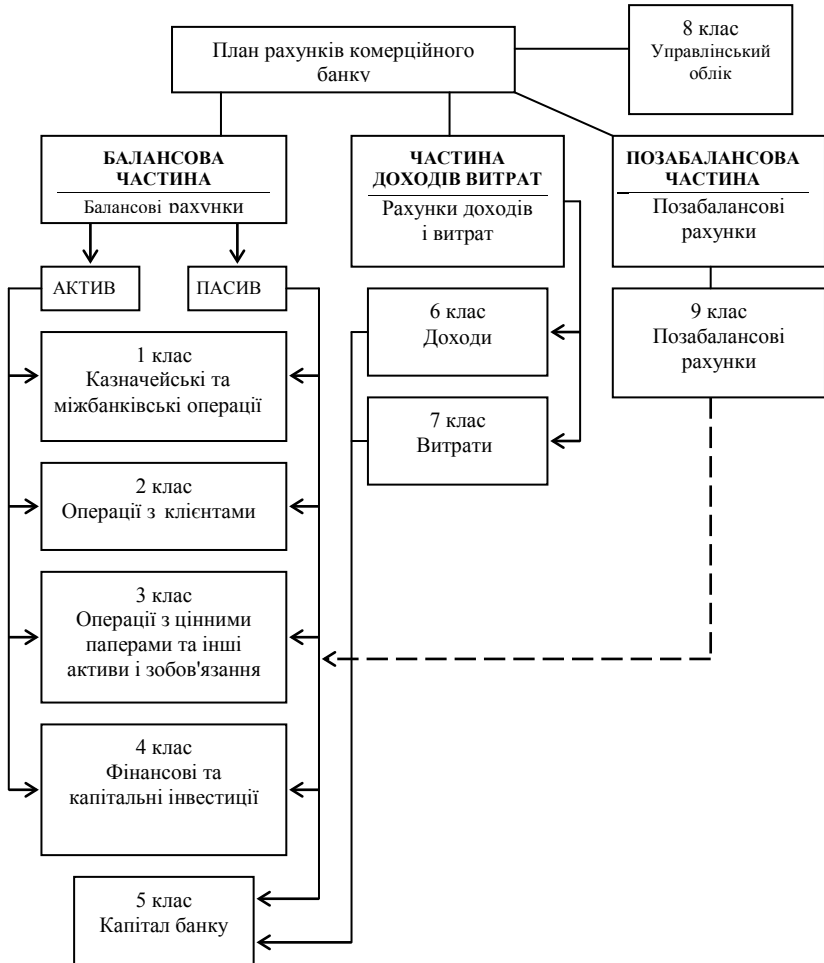 План рахунків комерційного
банку
8 клас
Управлінський
облік
БАЛАНСОВА
ЧАСТИНА
Балансові рахунки
ЧАСТИНА
ДОХОДІВ ВИТРАТ
Рахунки доходів
і витрат
ПОЗАБАЛАНСОВА
ЧАСТИНА
Позабалансові
рахунки
АКТИВ
ПАСИВ
6 клас
Доходи
9 клас
Позабалансові
рахунки
1 клас
Казначейські та
міжбанківські операції
7 клас
Витрати
2 клас
Операції з клієнтами
3 клас
Операції з цінними
паперами та інші
активи і зобов'язання
4 клас
Фінансові та
капітальні інвестиції
5 клас
Капітал банку